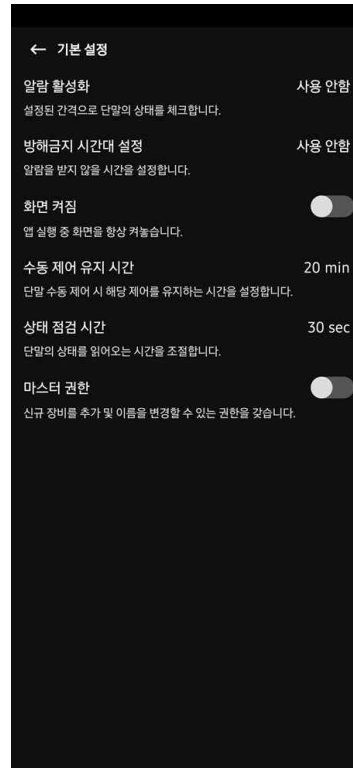 ← 기본 설정
알람 활성화 사용 안함
설정된 간격으로 단말의 상태를 체크합니다.
방해금지 시간대 설정 사용 안함
알람을 받지 않을 시간을 설정합니다.
화면 켜짐
앱 실행 중 화면을 항상 켜놓습니다.
수동 제어 유지 시간 20 min
단말 수동 제어 시 해당 제어를 유지하는 시간을 설정합니다.
상태 점검 시간 30 sec
단말의 상태를 읽어오는 시간을 조절합니다.
마스터 권한
신규 장비를 추가 및 이름을 변경할 수 있는 권한을 갖습니다.